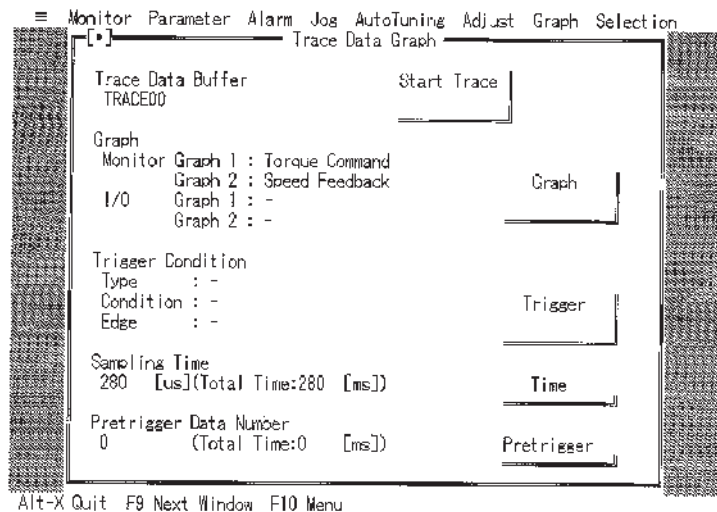 ≡ Monitor Parameter Alarm Jog AutoTuning Adjust Graph Selection
[•] Trace Data Graph
Trace Data Buffer Start Trace
TRACE00
Graph
Monitor Graph 1 : Torque Command
Graph 2 : Speed Feedback Graph
I/O Graph 1 : -
Graph 2 : -
Trigger Condition
Type : -
Condition : - Trigger
Edge : -
Sampling Time
280 [us](Total Time:280 [ms]) Time
Pretrigger Data Number
0 (Total Time:0 [ms]) Pretrigger
Alt-X Quit F9 Next Window F10 Menu